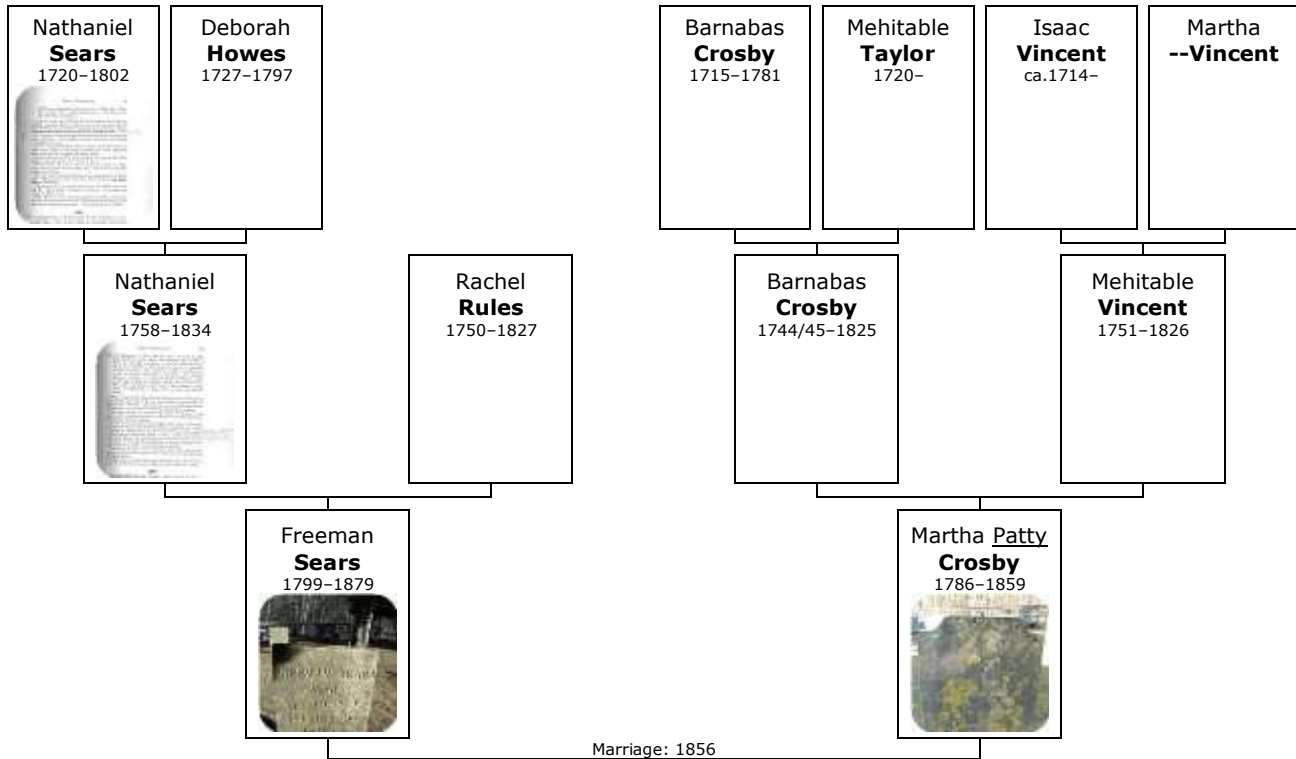 Nathaniel
Sears
1720–1802
Deborah
Howes
1727–1797
Barnabas
Crosby
1715–1781
Mehitable
Taylor
1720–
Isaac
Vincent
ca.1714–
Martha
--Vincent
Nathaniel
Sears
1758–1834
Rachel
Rules
1750–1827
Barnabas
Crosby
1744/45–1825
Mehitable
Vincent
1751–1826
Freeman
Sears
1799–1879
Martha Patty
Crosby
1786–1859
Marriage: 1856